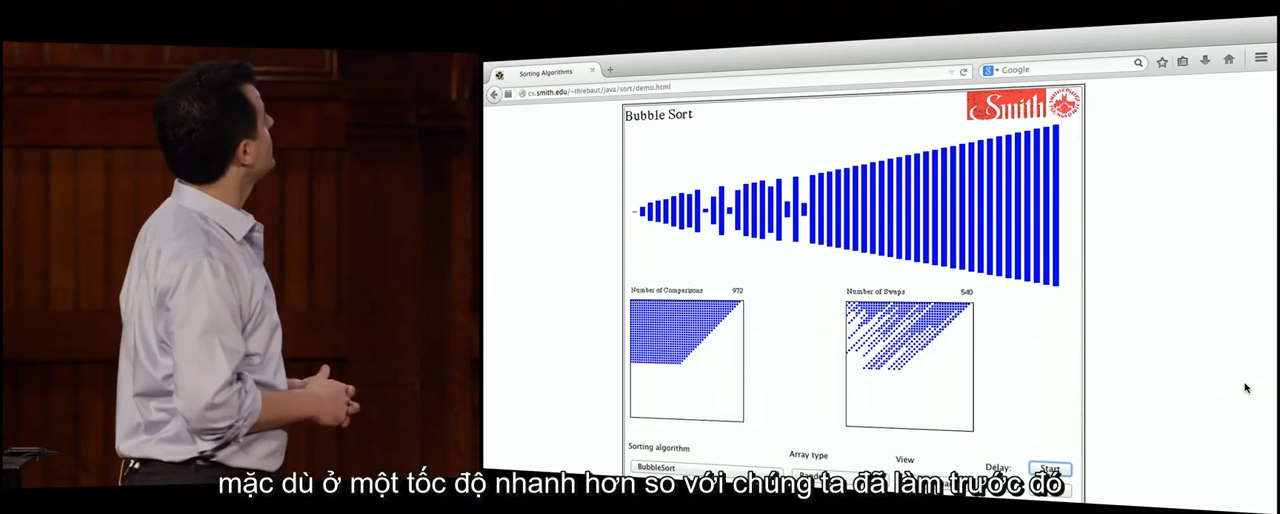 Sorting Algorithms
Google
cs.smith.edu/~thiebaut/java/sort/demo.html
Bubble Sort
Smith
Number of Comparisons 972
Number of Swaps 540
Sorting algorithm
Array type
View
BubbleSort
Delay:
Start
mặc dù ở một tốc độ nhanh hơn so với chúng ta đã làm trước đó